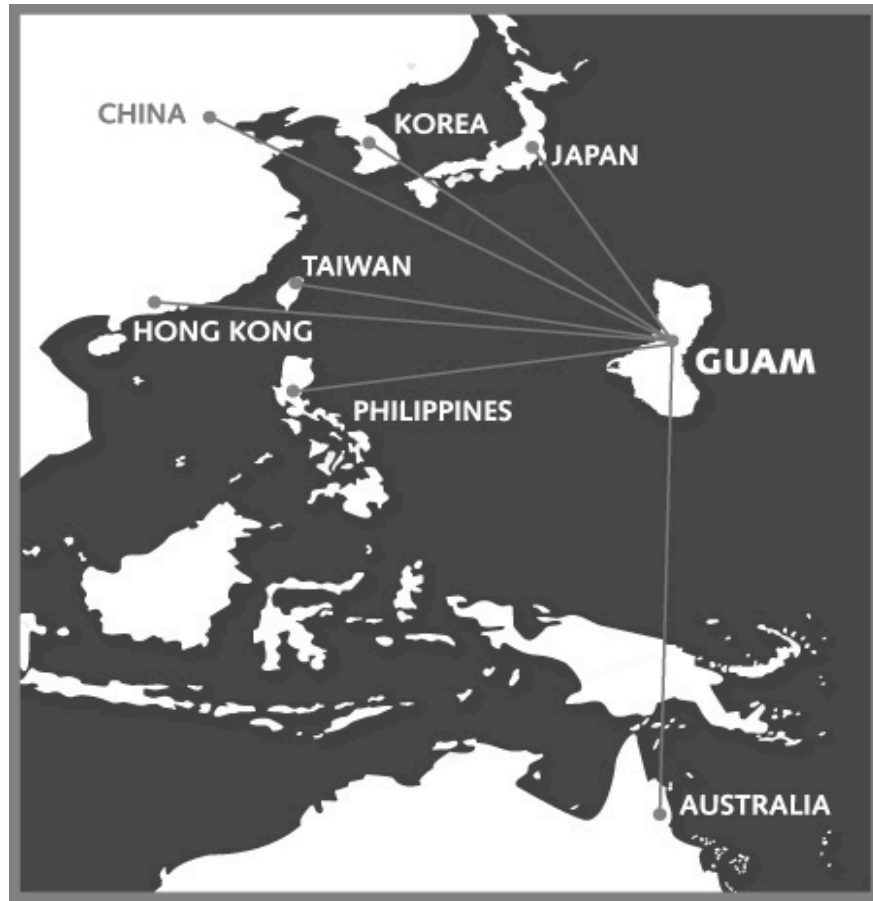 CHINA
KOREA
JAPAN
TAIWAN
HONG KONG
GUAM
PHILIPPINES
AUSTRALIA